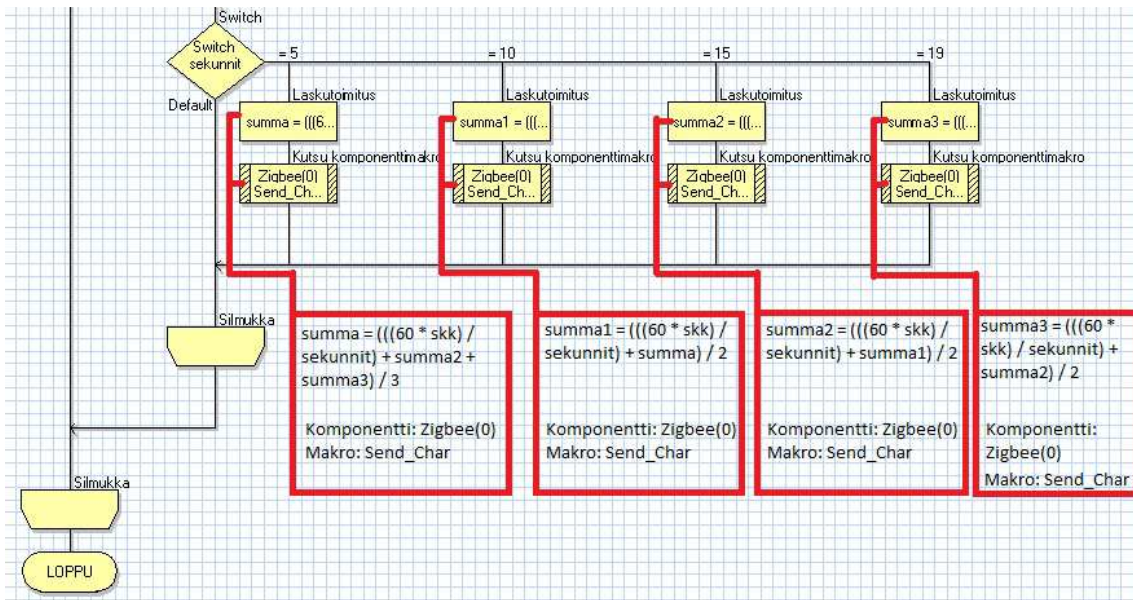 Switch
Switch
sekunnit
= 5
= 10
= 15
= 19
Default
Laskutoimitus
summa = (((6...
Kutsu komponenttimakro
Zigbee(0)
Send_Ch...
Laskutoimitus
summa1 = (((...
Kutsu komponenttimakro
Zigbee(0)
Send_Ch...
Laskutoimitus
summa2 = (((...
Kutsu komponenttimakro
Zigbee(0)
Send_Ch...
Laskutoimitus
summa3 = (((...
Kutsu komponenttimakro
Zigbee(0)
Send_Ch...
Silmukka
summa = (((60 * skk) /
sekunnit) + summa2 +
summa3) / 3
Komponentti: Zigbee(0)
Makro: Send_Char
summa1 = (((60 * skk) /
sekunnit) + summa) / 2
Komponentti: Zigbee(0)
Makro: Send_Char
summa2 = (((60 * skk) /
sekunnit) + summa1) / 2
Komponentti: Zigbee(0)
Makro: Send_Char
summa3 = (((60 *
skk) / sekunnit) +
summa2) / 2
Komponentti:
Zigbee(0)
Makro: Send_Char
Silmukka
LOPPU